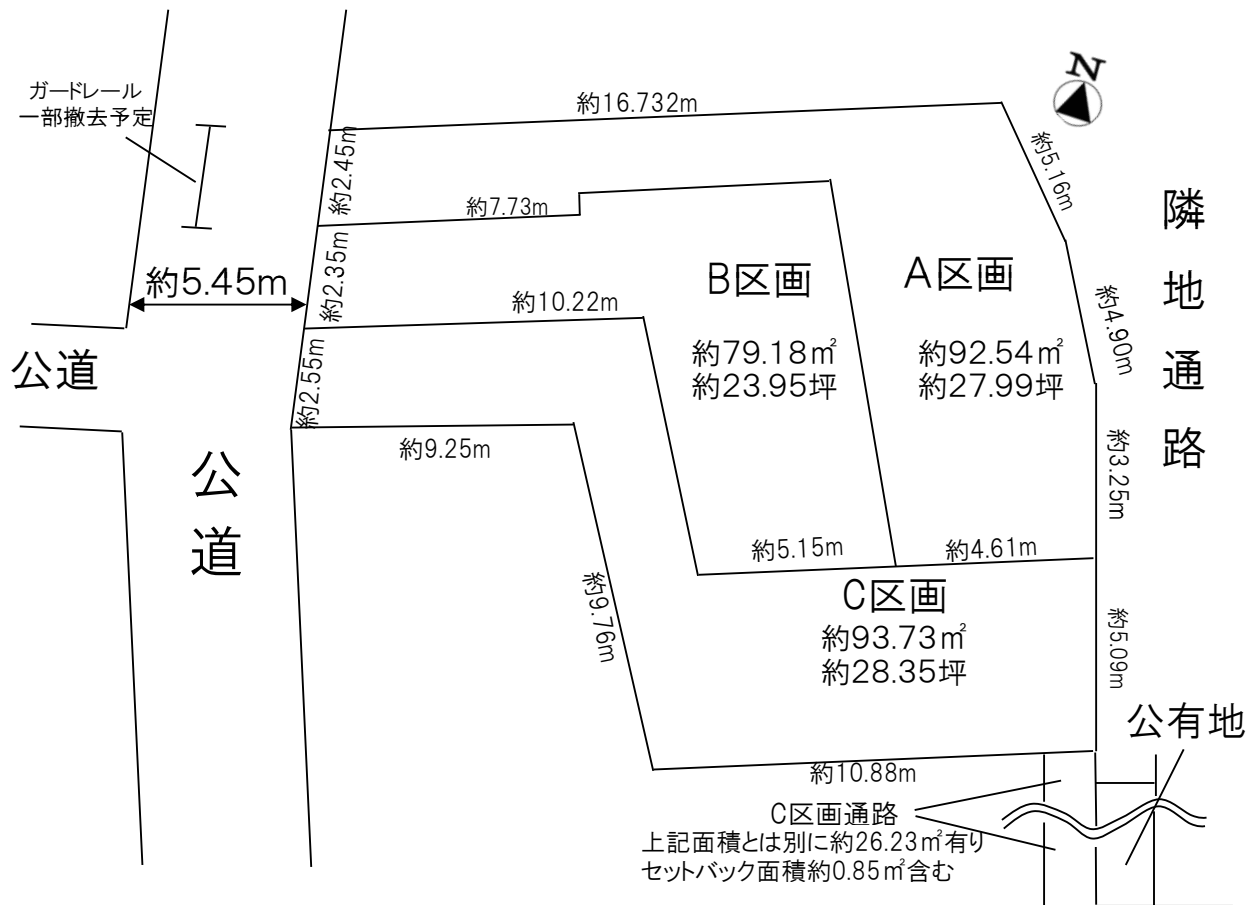 N
ガードレール
一部撤去予定
約16.732m
約5.16m
約2.45m
約7.73m
隣地通路
約2.35m
約5.45m
約10.22m
B区画
約79.18㎡
約23.95坪
A区画
約92.54㎡
約27.99坪
約4.90m
公道
約2.55m
約9.25m
公道
約3.25m
約5.15m
約4.61m
C区画
約93.73㎡
約28.35坪
約9.76m
約5.09m
公有地
約10.88m
C区画通路
上記面積とは別に約26.23㎡有り
セットバック面積約0.85㎡含む